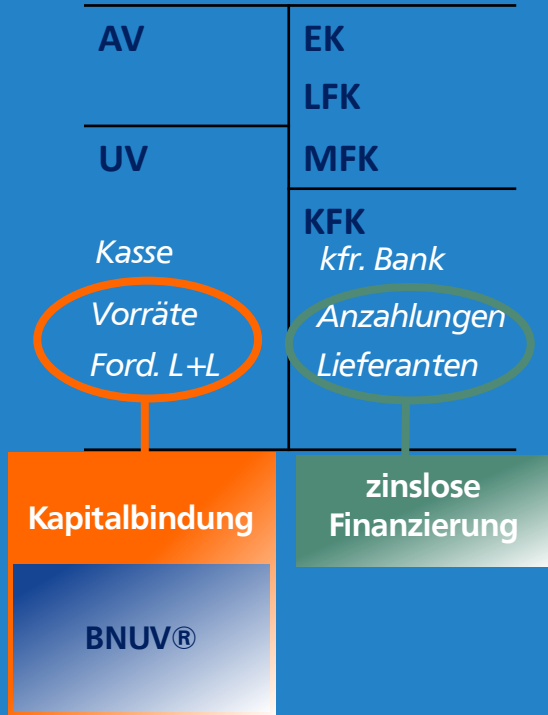 AV
UV
Kasse
Vorräte
Ford. L+L
EK
LFK
MFK
KFK
kfr. Bank
Anzahlungen
Lieferanten
Kapitalbindung
BNUV®
zinslose
Finanzierung